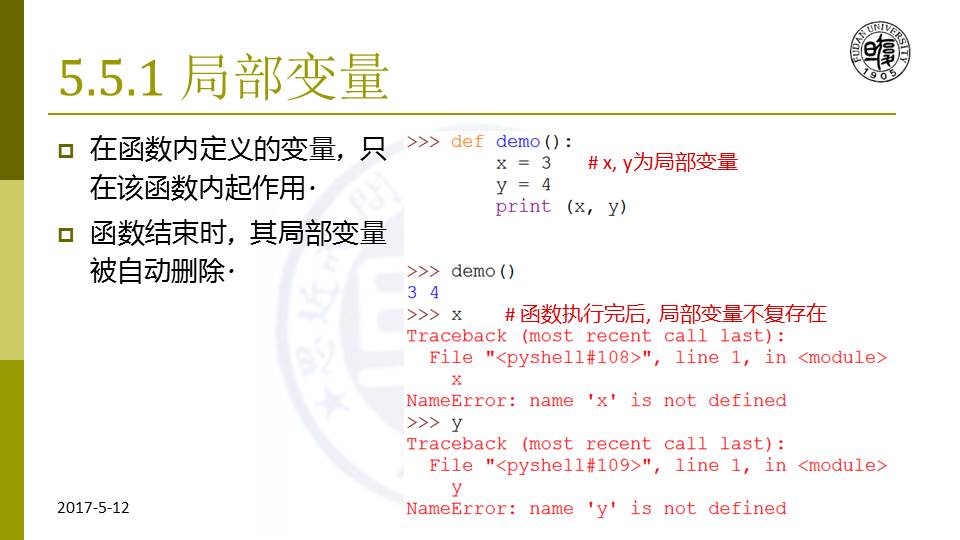 5.5.1 局部变量
FUDAN UNIVERSITY
1905
在函数内定义的变量，只
在该函数内起作用.
函数结束时，其局部变量
被自动删除.
>>> def demo():
x = 3 # x, y为局部变量
y = 4
print (x, y)
>>> demo()
3 4
>>> x # 函数执行完后, 局部变量不复存在
Traceback (most recent call last):
File "<pyshell#108>", line 1, in <module>
x
NameError: name 'x' is not defined
>>> y
Traceback (most recent call last):
File "<pyshell#109>", line 1, in <module>
y
NameError: name 'y' is not defined
2017-5-12